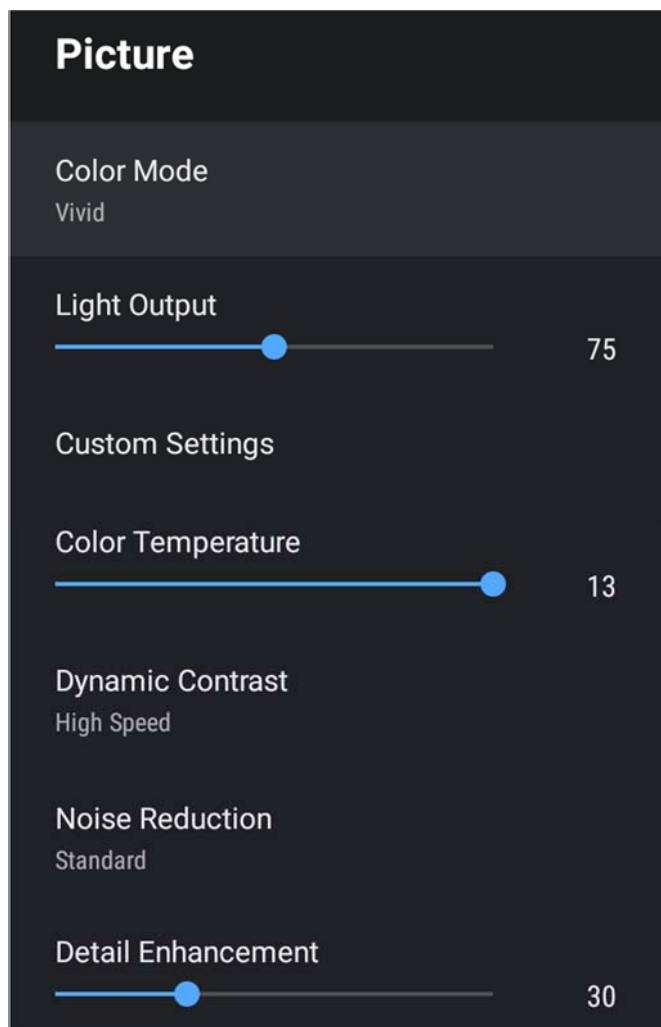 Picture
Color Mode
Vivid
Light Output
75
Custom Settings
Color Temperature
13
Dynamic Contrast
High Speed
Noise Reduction
Standard
Detail Enhancement
30